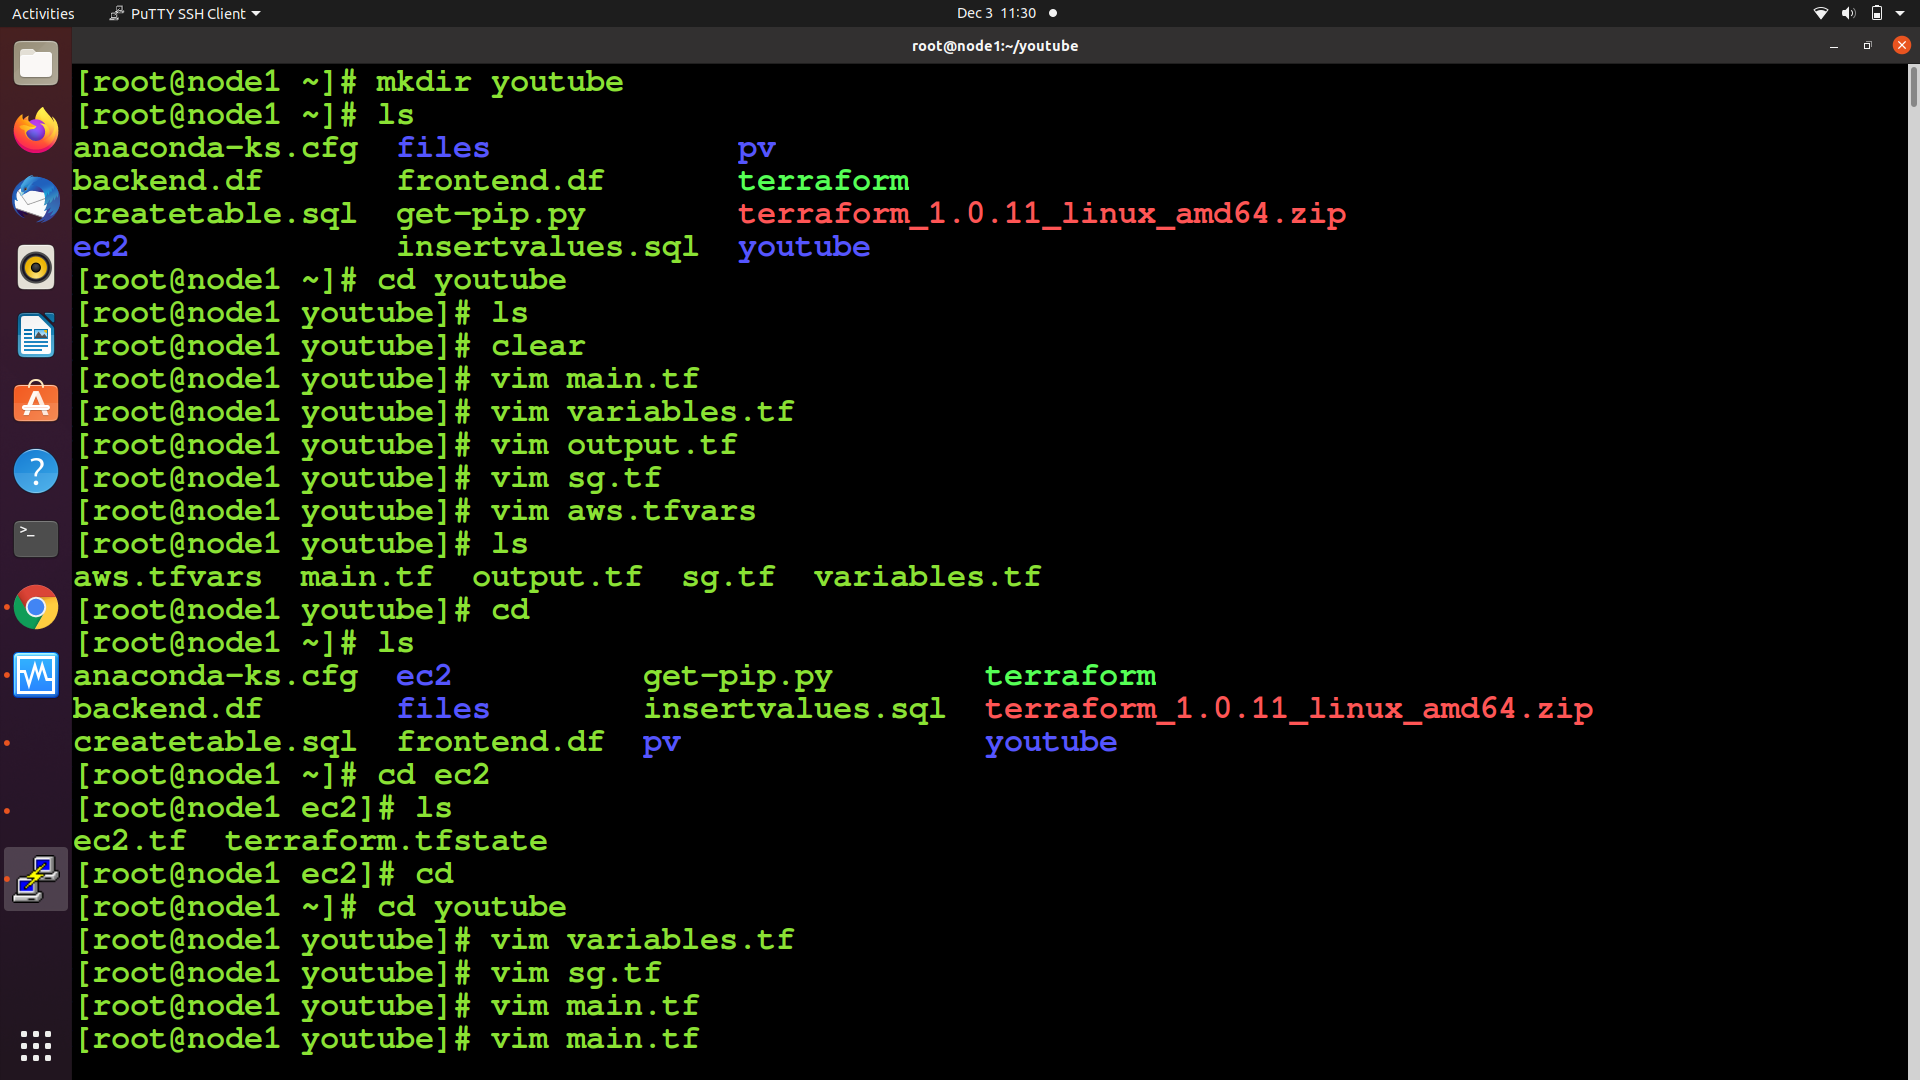 Activities PuTTY SSH Client Dec 3 11:30
root@node1:~/youtube
[root@node1 ~]# mkdir youtube
[root@node1 ~]# ls
anaconda-ks.cfg files pv
backend.df frontend.df terraform
createtable.sql get-pip.py terraform_1.0.11_linux_amd64.zip
ec2 insertvalues.sql youtube
[root@node1 ~]# cd youtube
[root@node1 youtube]# ls
[root@node1 youtube]# clear
[root@node1 youtube]# vim main.tf
[root@node1 youtube]# vim variables.tf
[root@node1 youtube]# vim output.tf
[root@node1 youtube]# vim sg.tf
[root@node1 youtube]# vim aws.tfvars
[root@node1 youtube]# ls
aws.tfvars main.tf output.tf sg.tf variables.tf
[root@node1 youtube]# cd
[root@node1 ~]# ls
anaconda-ks.cfg ec2 get-pip.py terraform
backend.df files insertvalues.sql terraform_1.0.11_linux_amd64.zip
createtable.sql frontend.df pv youtube
[root@node1 ~]# cd ec2
[root@node1 ec2]# ls
ec2.tf terraform.tfstate
[root@node1 ec2]# cd
[root@node1 ~]# cd youtube
[root@node1 youtube]# vim variables.tf
[root@node1 youtube]# vim sg.tf
[root@node1 youtube]# vim main.tf
[root@node1 youtube]# vim main.tf